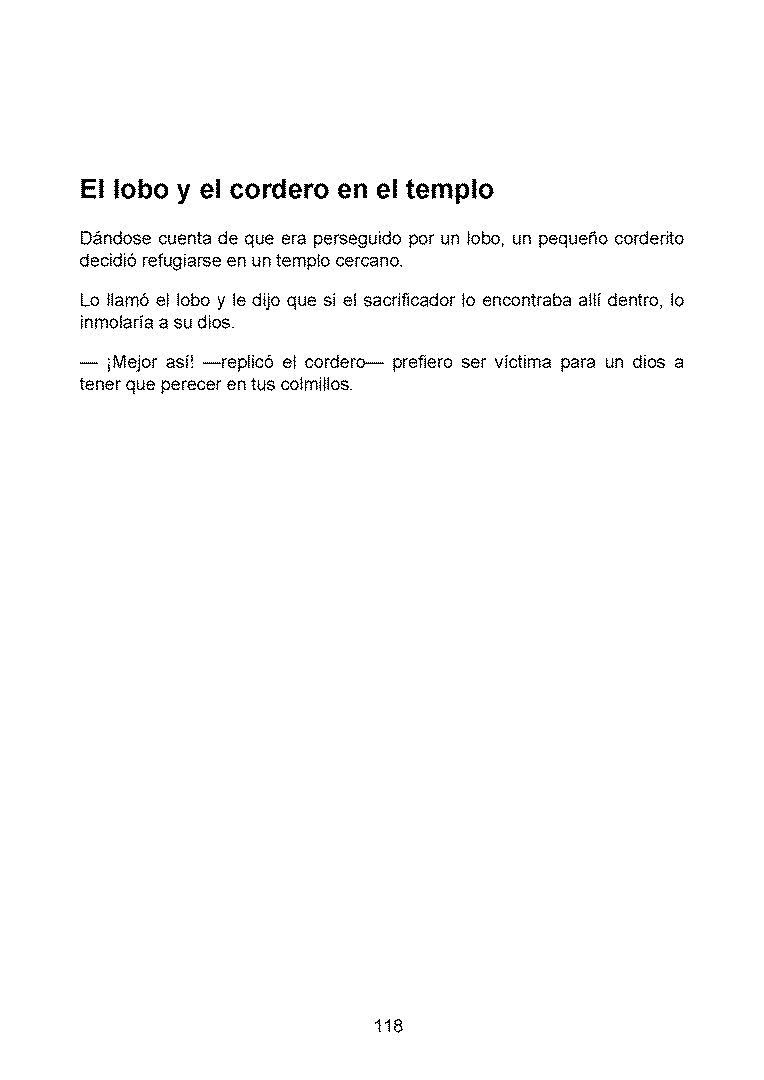 El lobo y el cordero en el templo
Dándose cuenta de que era perseguido por un lobo, un pequeño corderito
decidió refugiarse en un templo cercano.
Lo llamó el lobo y le dijo que si el sacrificador lo encontraba allí dentro, lo
inmolaría a su dios.
— ¡Mejor así! —replicó el cordero— prefiero ser víctima para un dios a
tener que perecer en tus colmillos.
118